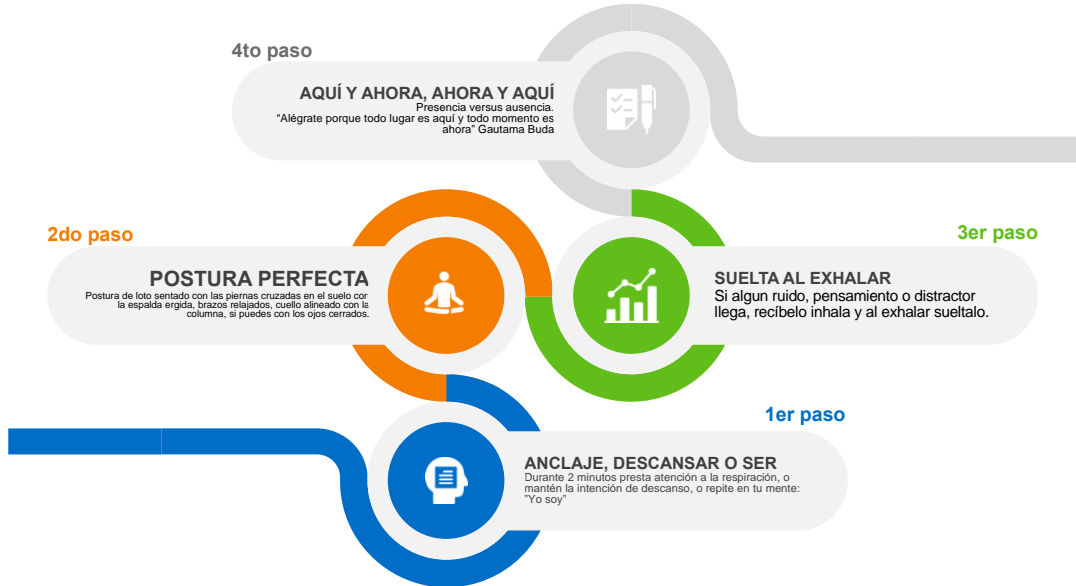 4to paso
AQUÍ Y AHORA, AHORA Y AQUÍ
Presencia versus ausencia.
“Alégrate porque todo lugar es aquí y todo momento es
ahora” Gautama Buda
2do paso
POSTURA PERFECTA
Postura de loto sentado con las piernas cruzadas en el suelo con
la espalda ergida, brazos relajados, cuello alineado con la
columna, si puedes con los ojos cerrados.
3er paso
SUELTA AL EXHALAR
Si algun ruido, pensamiento o distractor
llega, recíbelo inhala y al exhalar sueltalo.
1er paso
ANCLAJE, DESCANSAR O SER
Durante 2 minutos presta atención a la respiración, o
mantén la intención de descanso, o repite en tu mente:
"Yo soy”